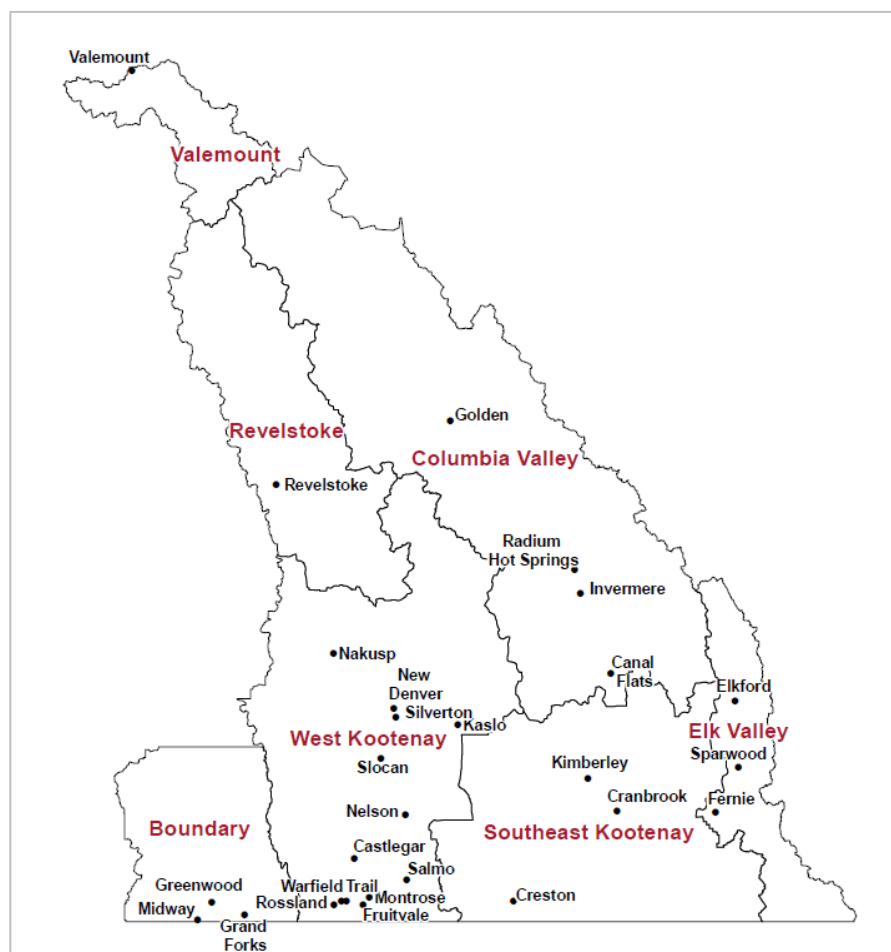 Valemount
Valemount
Golden
Revelstoke
Columbia Valley
Revelstoke
Radium
Hot Springs
Invermere
Nakusp
Canal
Flats
New
Denver
Elkford
Silverton
Kaslo
West Kootenay
Elk Valley
Slocan
Sparwood
Kimberley
Cranbrook
Fernie
Nelson
Boundary
Southeast Kootenay
Castlegar
Salmo
Greenwood
Warfield Trail
Rossland
Montrose
Creston
Midway
Fruitvale
Grand
Forks